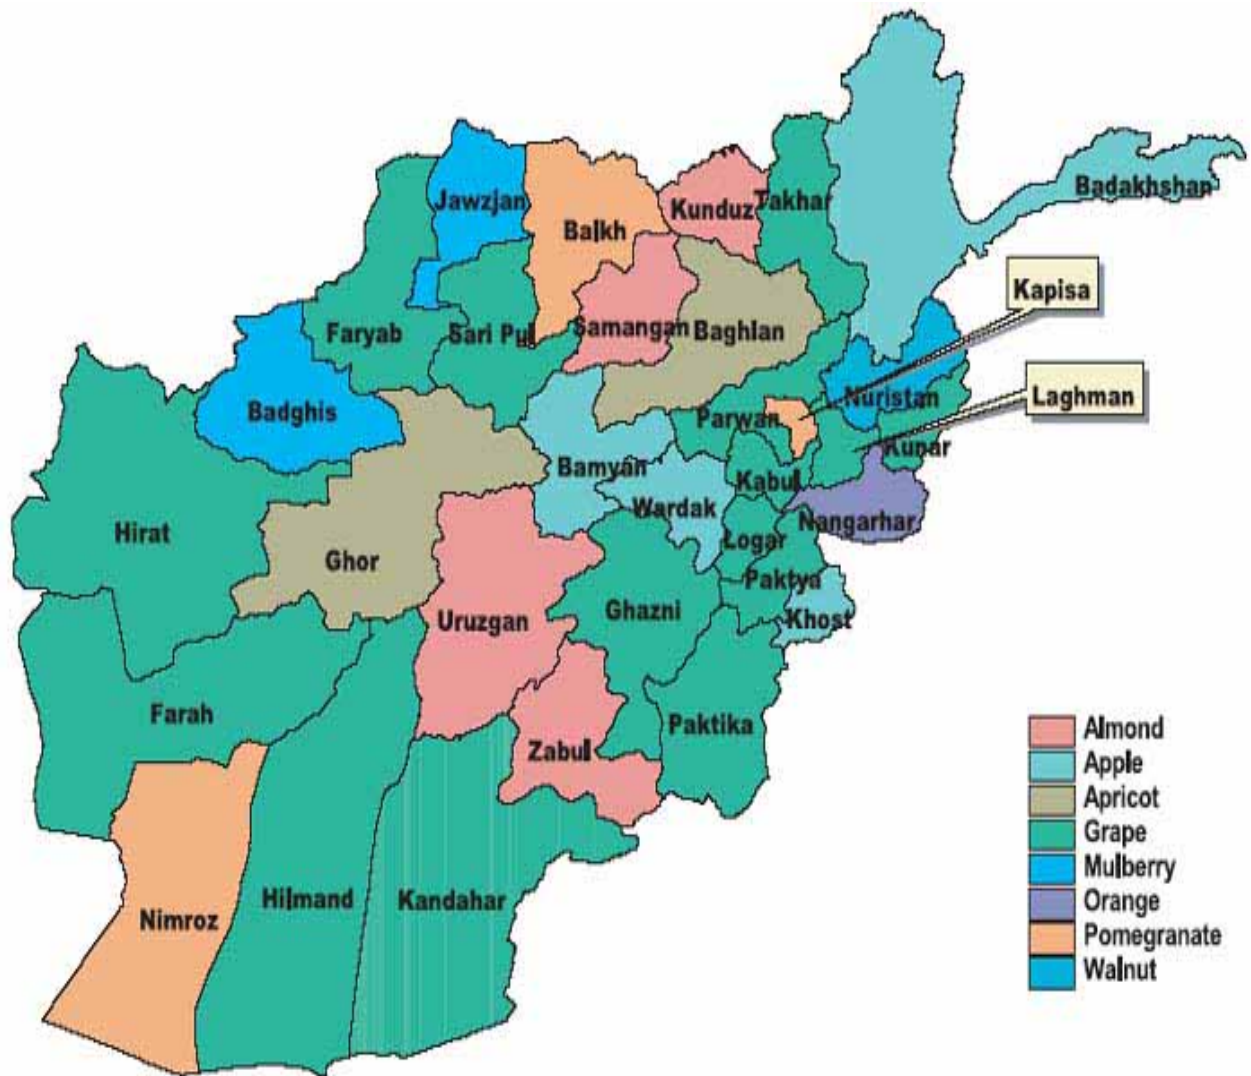 Jawzjan
Balkh
Kunduz
Takhar
Badakhshan
Kapisa
Faryab
Sari Pul
Samangan
Baghlan
Badghis
Nuristan
Laghman
Parwan
Kunar
Bamyan
Kabul
Wardak
Hirat
Nangarhar
Logar
Ghor
Paktya
Uruzgan
Ghazni
Khost
Farah
Paktika
Zabul
Nimroz
Hilmand
Kandahar
Almond
Apple
Apricot
Grape
Mulberry
Orange
Pomegranate
Walnut